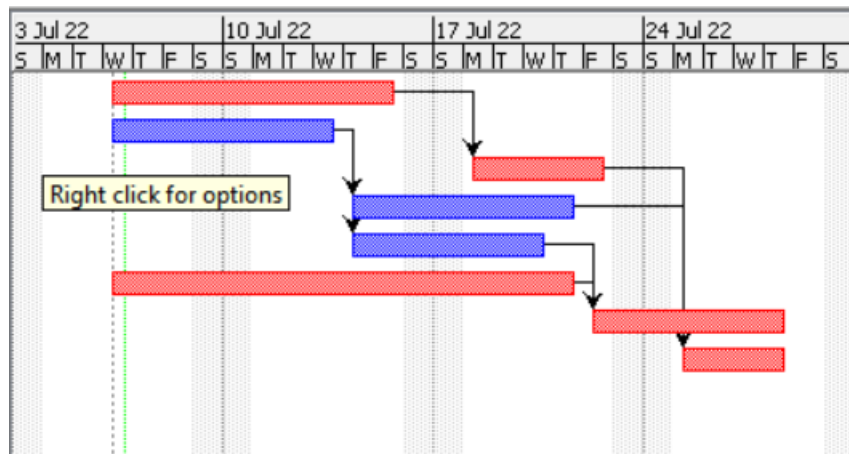 3 Jul 22 10 Jul 22 17 Jul 22 24 Jul 22
S M T W T F S S M T W T F S S M T W T F S S M T W T F S
Right click for options